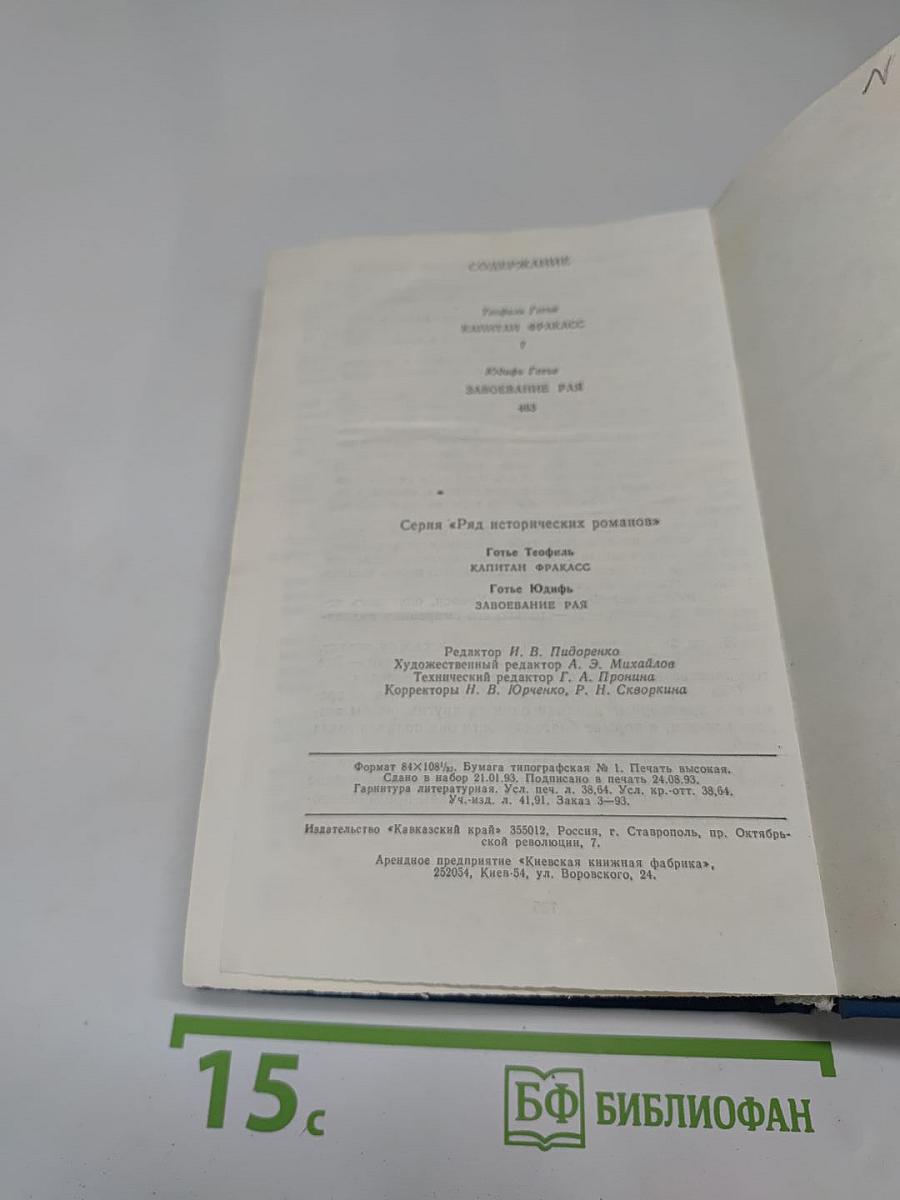 N
СОДЕРЖАНИЕ
Теофиль Готье
КАПИТАН ФРАКАСС
7
Юдифь Готье
ЗАВОЕВАНИЕ РАЯ
463
Серия «Ряд исторических романов»
Готье Теофиль
КАПИТАН ФРАКАСС
Готье Юдифь
ЗАВОЕВАНИЕ РАЯ
Редактор И. В. Пидоренко
Художественный редактор А. Э. Михайлов
Технический редактор Г. А. Пронина
Корректоры Н. В. Юрченко, Р. Н. Скворкина
Формат 84×108¹/₃₂. Бумага типографская № 1. Печать высокая.
Сдано в набор 21.01.93. Подписано в печать 24.08.93.
Гарнитура литературная. Усл. печ. л. 38,64. Усл. кр.-отт. 38,64.
Уч.-изд. л. 41,91. Заказ 3—93.
Издательство «Кавказский край» 355012, Россия, г. Ставрополь, пр. Октябрь-
ской революции, 7.
Арендное предприятие «Киевская книжная фабрика»,
252054, Киев-54, ул. Воровского, 24.
15 с
БФ БИБЛИОФАН